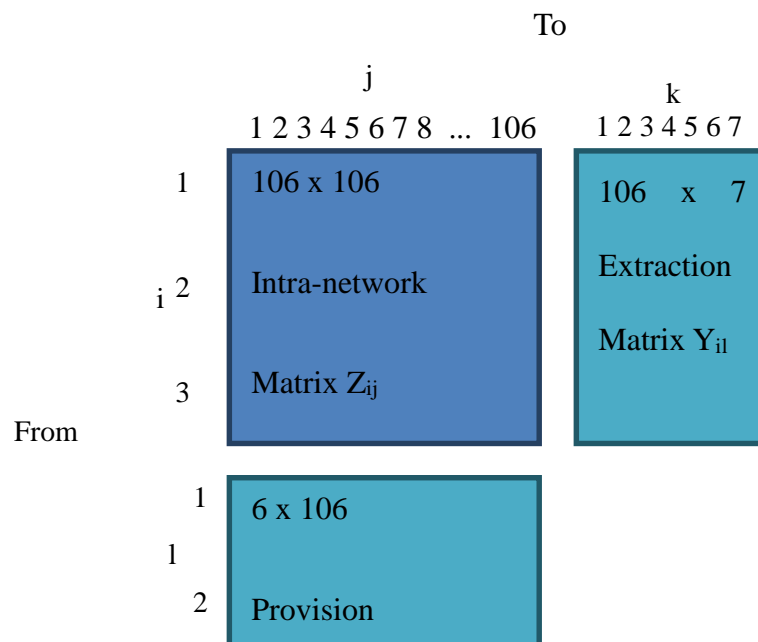 To
j
k
1 2 3 4 5 6 7 8 ... 106
1 2 3 4 5 6 7
1
106 x 106
106 x 7
Extraction
i
2
Intra-network
Matrix Yil
3
Matrix Zij
From
1
6 x 106
l
2
Provision